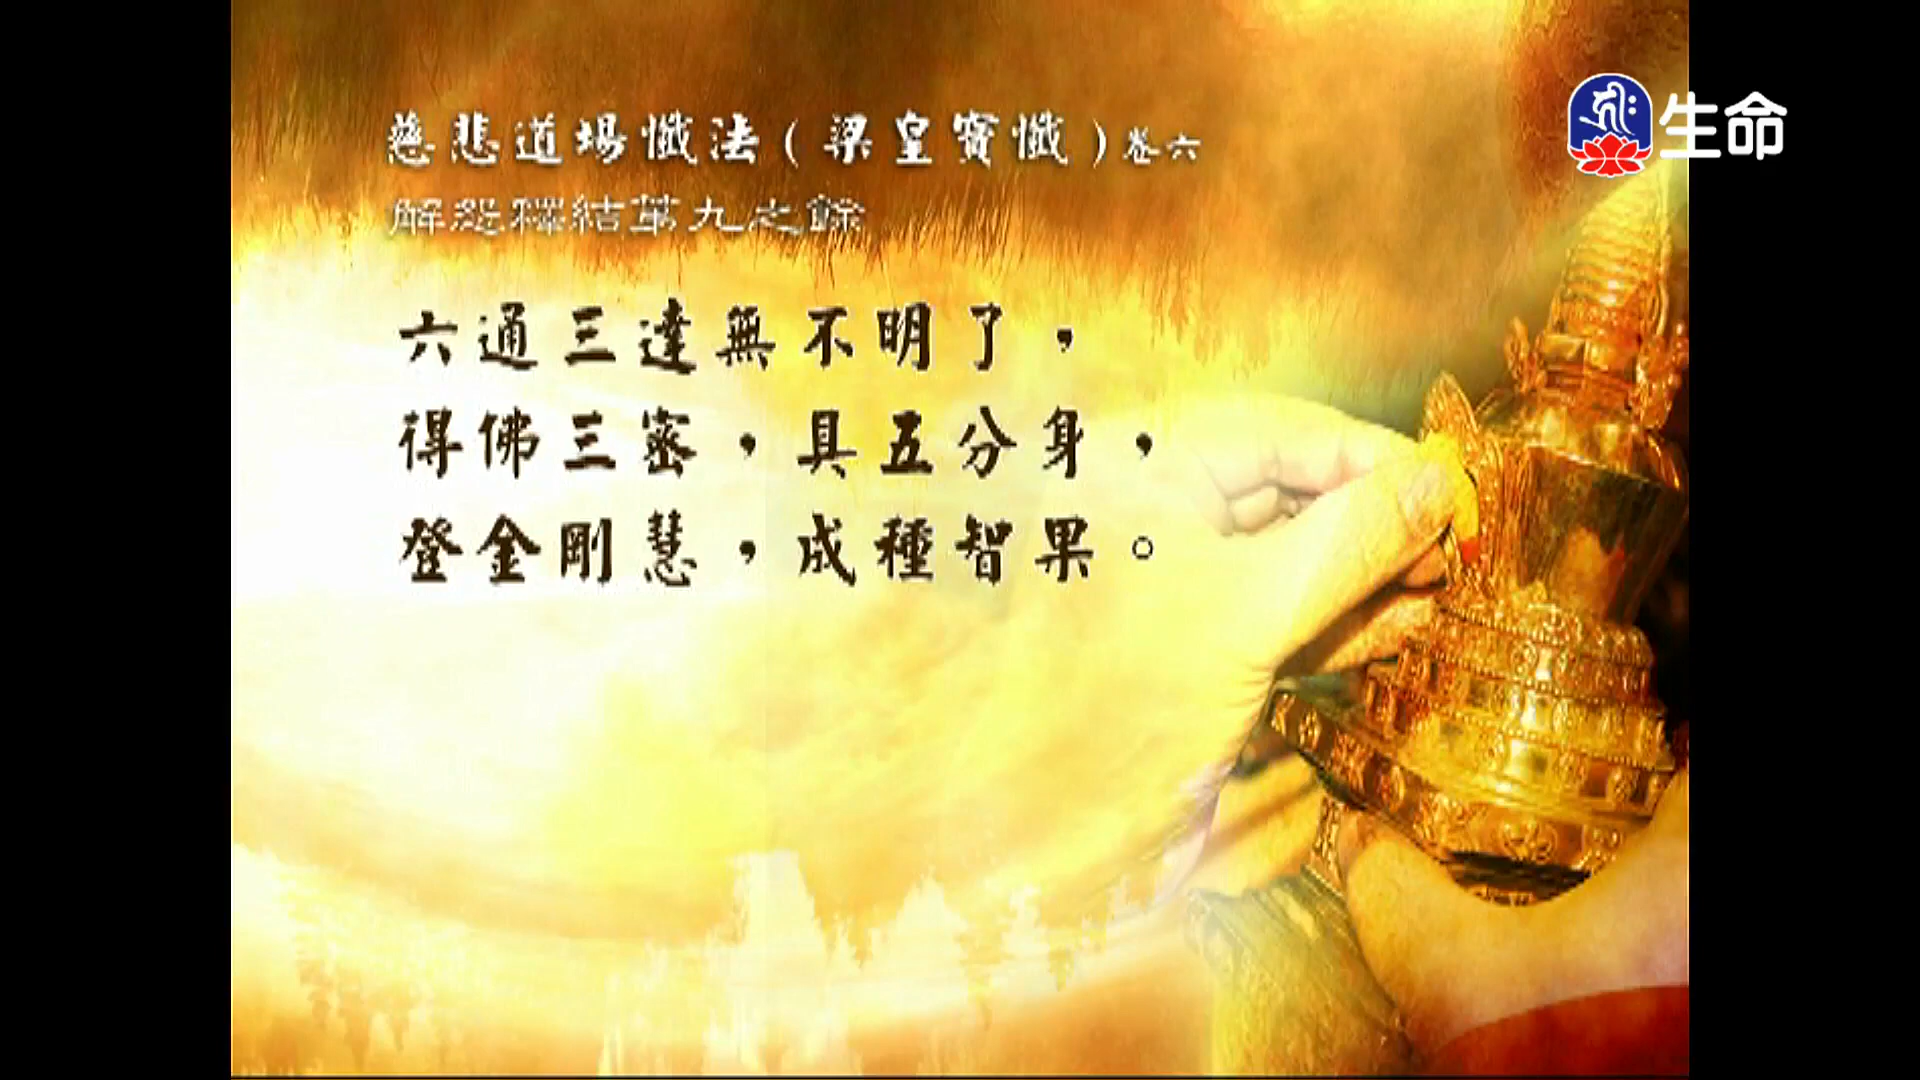 慈悲道場懺法(梁皇寶懺)卷六
解怨釋結第九之餘
生命
六通三達無不明了，
得佛三密，具五分身，
登金剛慧，成種智果。